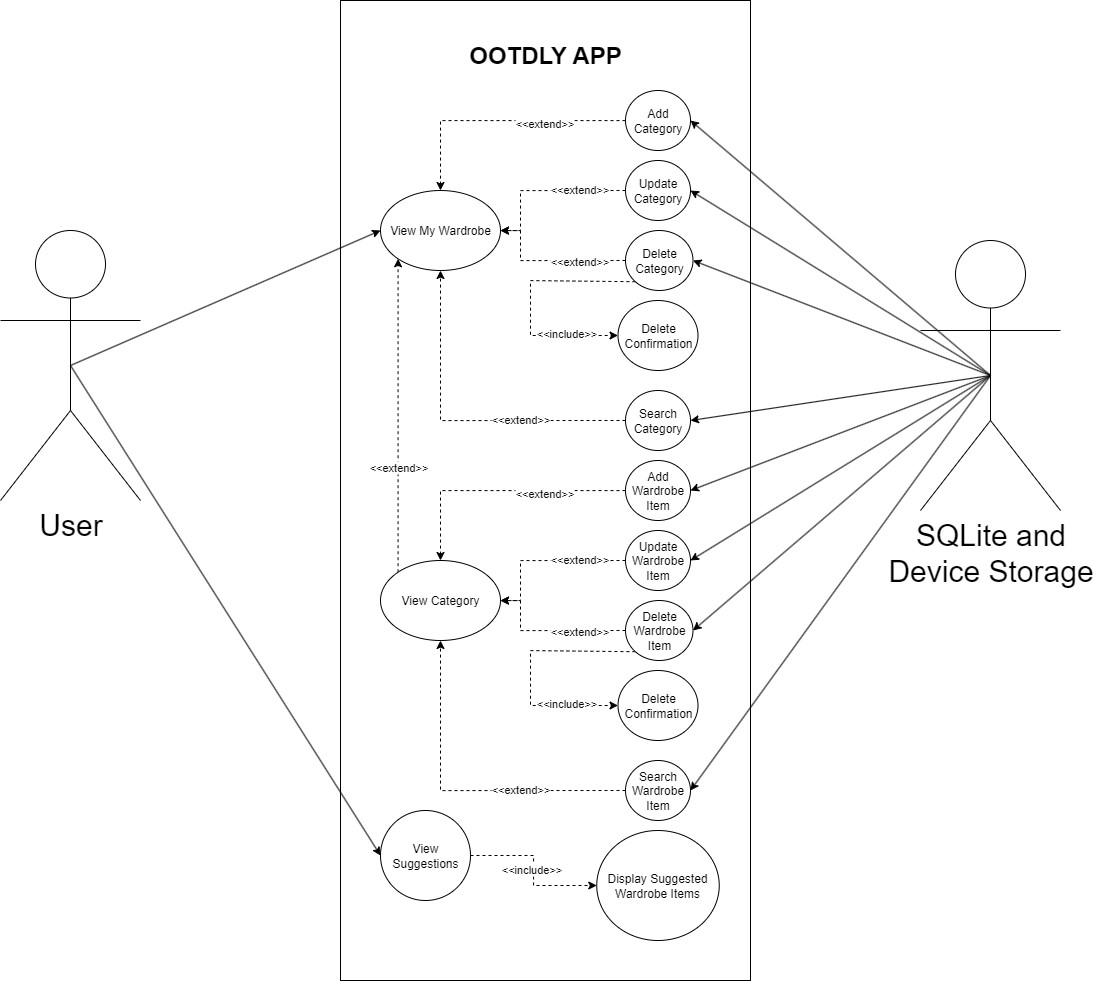 OOTDLY APP
Add
Category
<<extend>>
Update
Category
<<extend>>
View My Wardrobe
Delete
Category
<<extend>>
Delete
Confirmation
<<include>>
Search
Category
<<extend>>
<<extend>>
Add
Wardrobe
Item
<<extend>>
User
SQLite and
Device Storage
Update
Wardrobe
Item
<<extend>>
View Category
Delete
Wardrobe
Item
<<extend>>
Delete
Confirmation
<<include>>
Search
Wardrobe
Item
<<extend>>
View
Suggestions
<<include>>
Display Suggested
Wardrobe Items